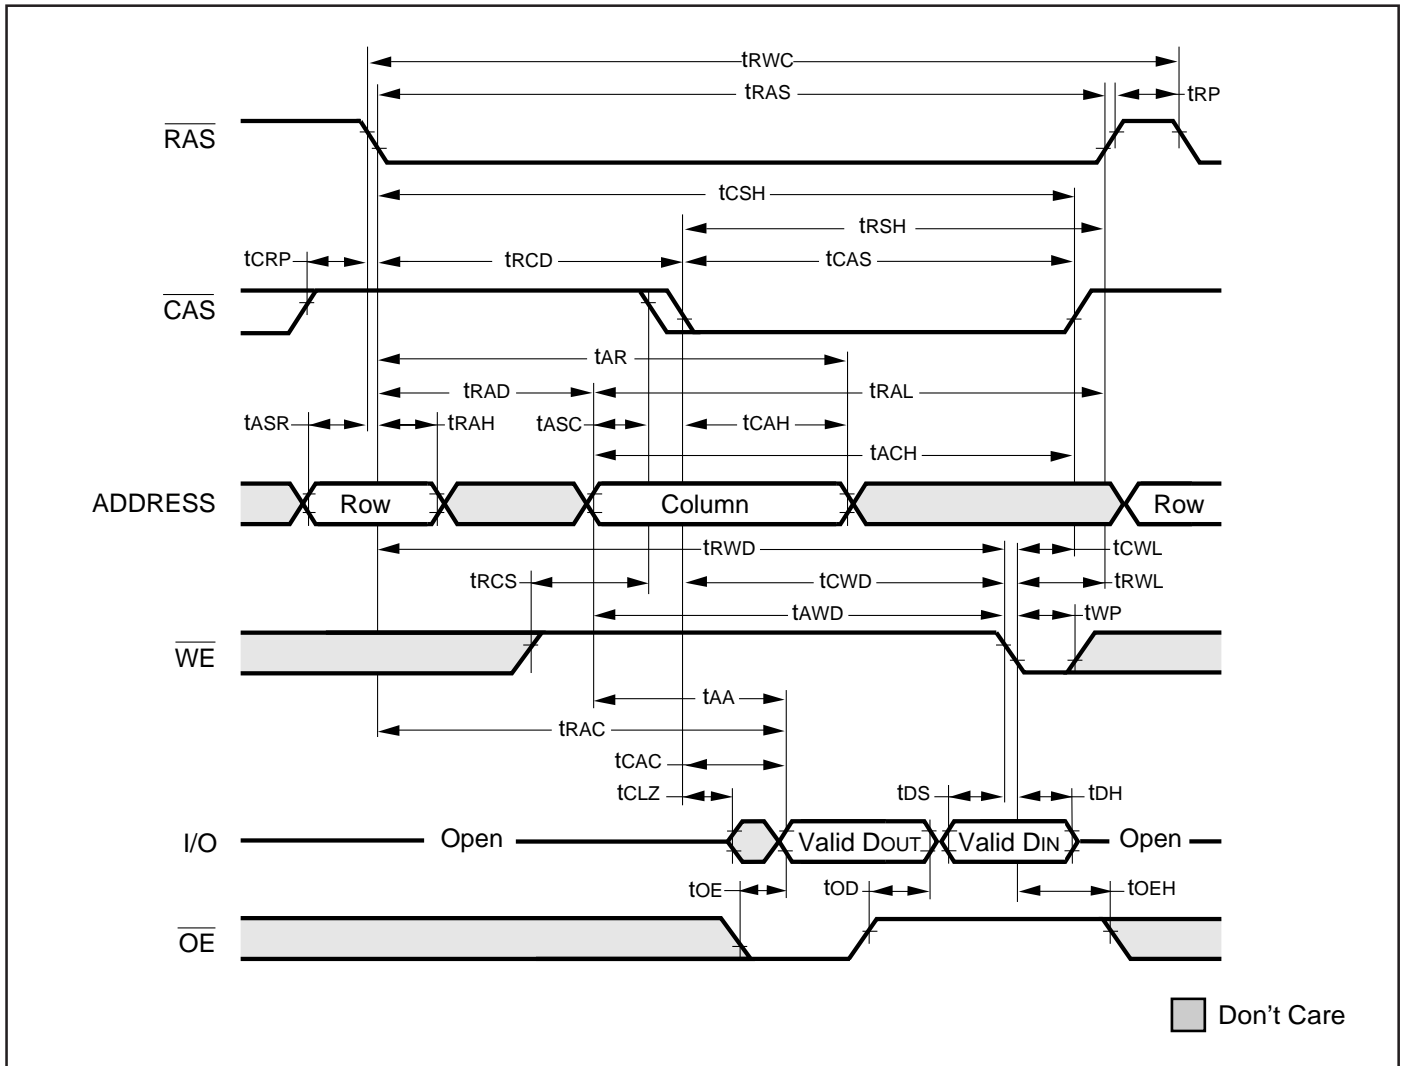 tRWC
tRAS
tRP
RAS
tCSH
tRSH
tCRP
tRCD
tCAS
CAS
tAR
tRAD
tRAL
tASR
tRAH
tASC
tCAH
tACH
ADDRESS
Row
Column
Row
tRWD
tCWL
tRCS
tCWD
tRWL
tAWD
tWP
WE
tAA
tRAC
tCAC
tCLZ
tDS
tDH
I/O
Open
Valid DOUT
Valid DIN
Open
tOE
tOD
tOEH
OE
Don't Care